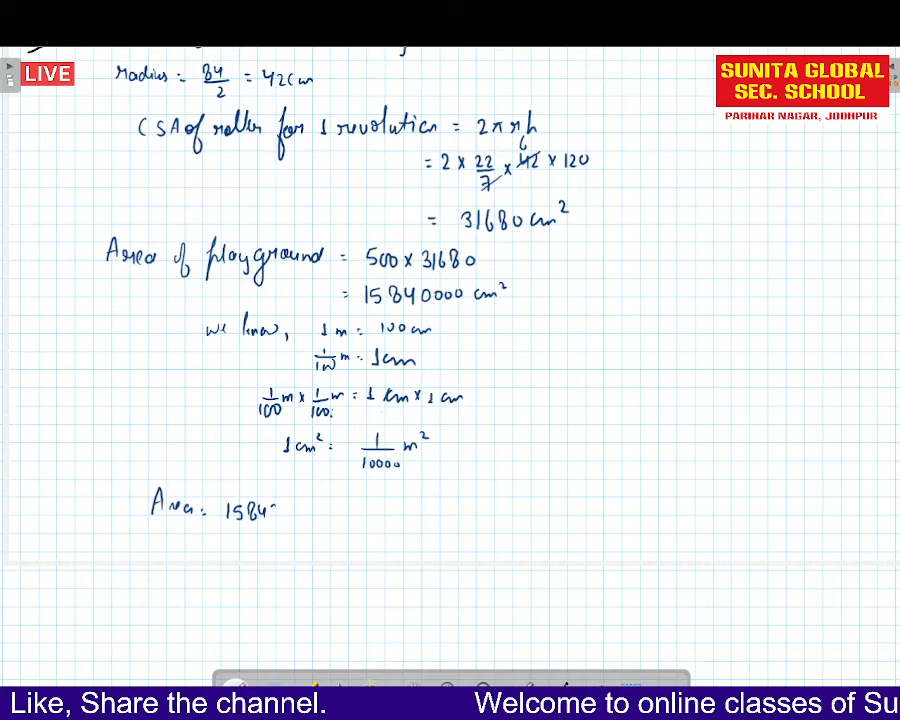 LIVE
SUNITA GLOBAL
SEC. SCHOOL
PARIHAR NAGAR, JODHPUR
radius = 84/2 = 42cm
CSA of roller for 1 revolution = 2πrh
= 2 × 22/7 × 42 × 120
6
= 31680 cm²
Area of playground = 500 × 31680
= 15840000 cm²
we know, 1 m = 100 cm
1/100 m = 1cm
1/100 m × 1/100 m = 1 cm × 1 cm
1 cm² = 1/10000 m²
Area = 1584
Like, Share the channel.
Welcome to online classes of Su